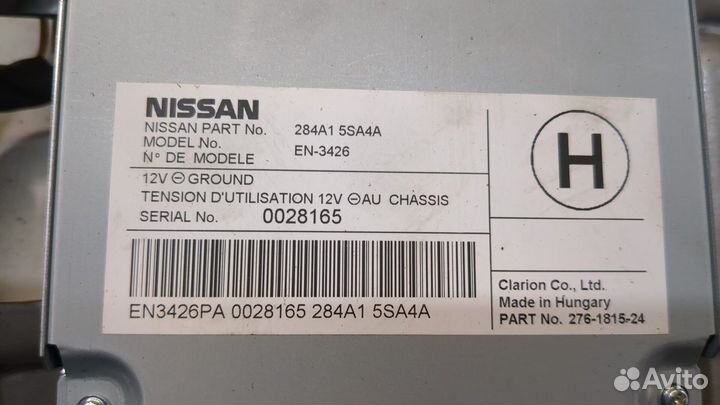 NISSAN
NISSAN PART No. 284A1 5SA4A
MODEL No.
N° DE MODELE EN-3426
12V ⊖ GROUND
TENSION D'UTILISATION 12V ⊖ AU CHASSIS
SERIAL No. 0028165
EN3426PA 0028165 284A1 5SA4A
H
Clarion Co., Ltd.
Made in Hungary
PART No. 276-1815-24
Avito